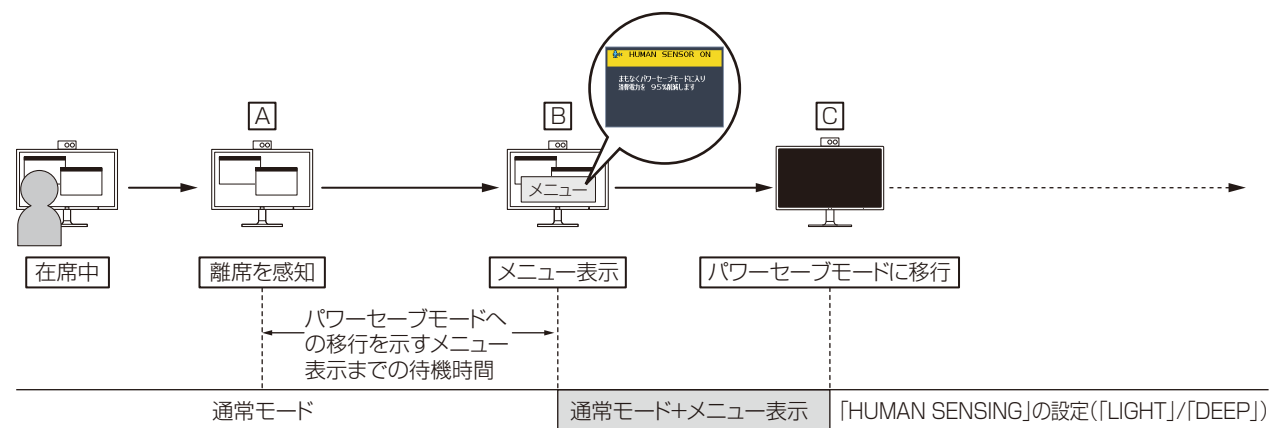 HUMAN SENSOR ON
まもなくパワーセーブモードに入り
消費電力を 95%削減します
A
B
C
メニュー
在席中
離席を感知
メニュー表示
パワーセーブモードに移行
パワーセーブモードへ
の移行を示すメニュー
表示までの待機時間
通常モード
通常モード+メニュー表示
「HUMAN SENSING」の設定(「LIGHT」/「DEEP」)